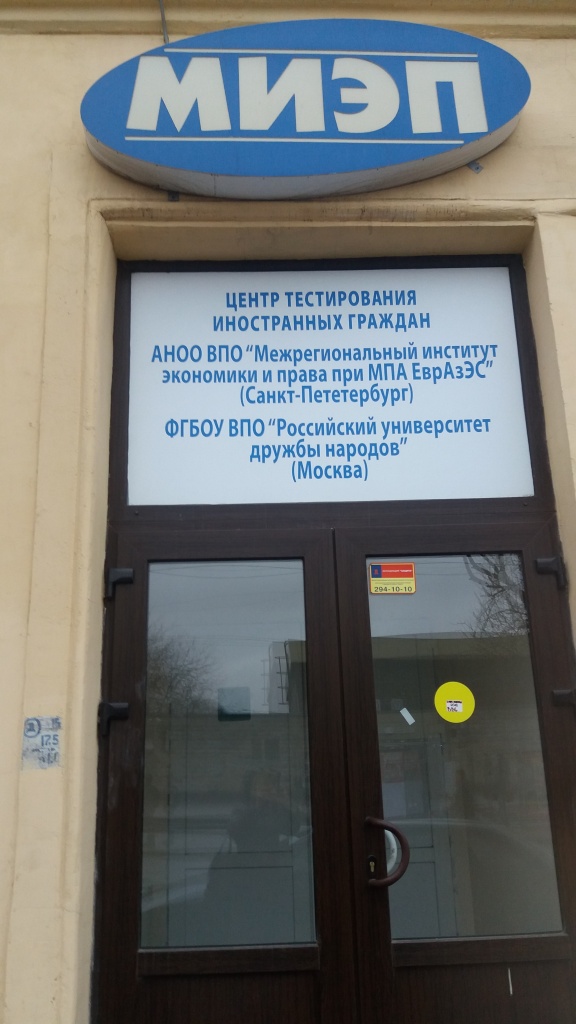 МИЭП
ЦЕНТР ТЕСТИРОВАНИЯ
ИНОСТРАННЫХ ГРАЖДАН
АНОО ВПО “Межрегиональный институт
экономики и права при МПА ЕврАзЭС”
(Санкт-Пететербург)
ФГБОУ ВПО “Российский университет
дружбы народов”
(Москва)
294-10-10